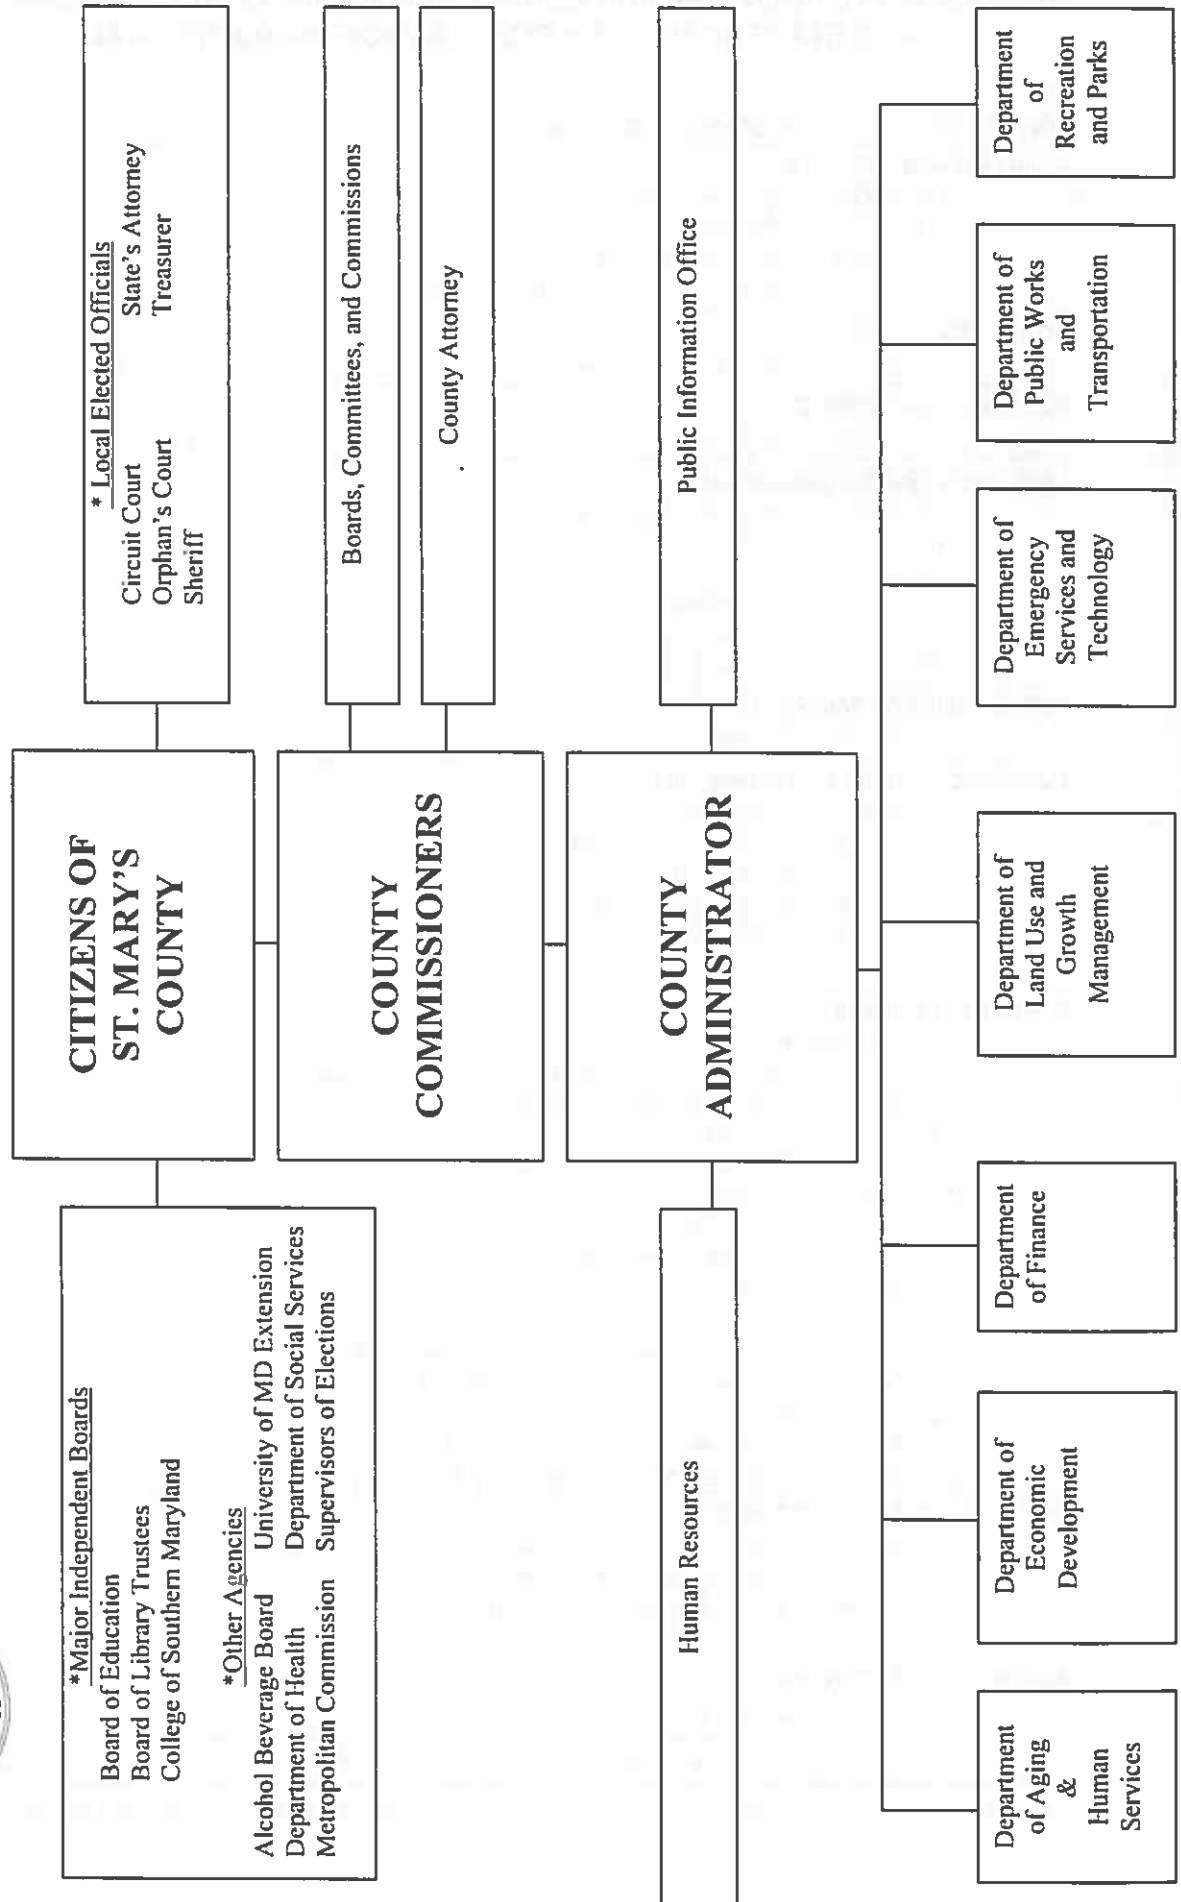 CITIZENS OF
ST. MARY'S
COUNTY
*Major Independent Boards
Board of Education
Board of Library Trustees
College of Southern Maryland
*Other Agencies
Alcohol Beverage Board University of MD Extension
Department of Health Department of Social Services
Metropolitan Commission Supervisors of Elections
* Local Elected Officials
Circuit Court State's Attorney
Orphan's Court Treasurer
Sheriff
COUNTY
COMMISSIONERS
Boards, Committees, and Commissions
. County Attorney
COUNTY
ADMINISTRATOR
Human Resources
Public Information Office
Department
of Aging
&
Human
Services
Department of
Economic
Development
Department
of Finance
Department of
Land Use and
Growth
Management
Department of
Emergency
Services and
Technology
Department of
Public Works
and
Transportation
Department
of
Recreation
and Parks